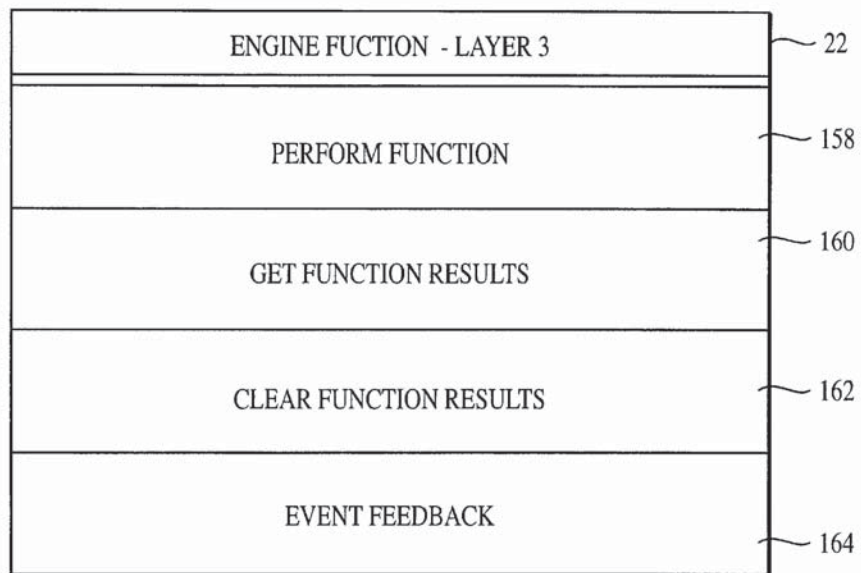 ENGINE FUCTION - LAYER 3
22
PERFORM FUNCTION
158
GET FUNCTION RESULTS
160
CLEAR FUNCTION RESULTS
162
EVENT FEEDBACK
164